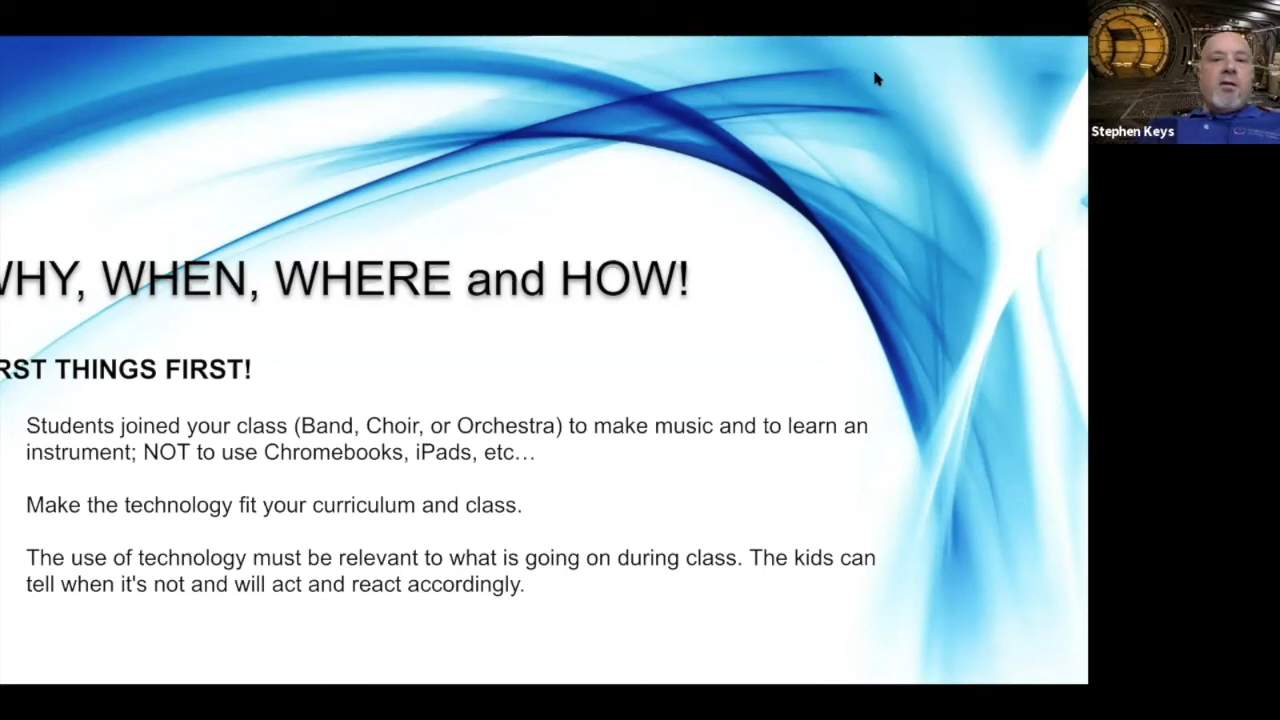 Stephen Keys
WHY, WHEN, WHERE and HOW!
RST THINGS FIRST!
Students joined your class (Band, Choir, or Orchestra) to make music and to learn an
instrument; NOT to use Chromebooks, iPads, etc…
Make the technology fit your curriculum and class.
The use of technology must be relevant to what is going on during class. The kids can
tell when it's not and will act and react accordingly.